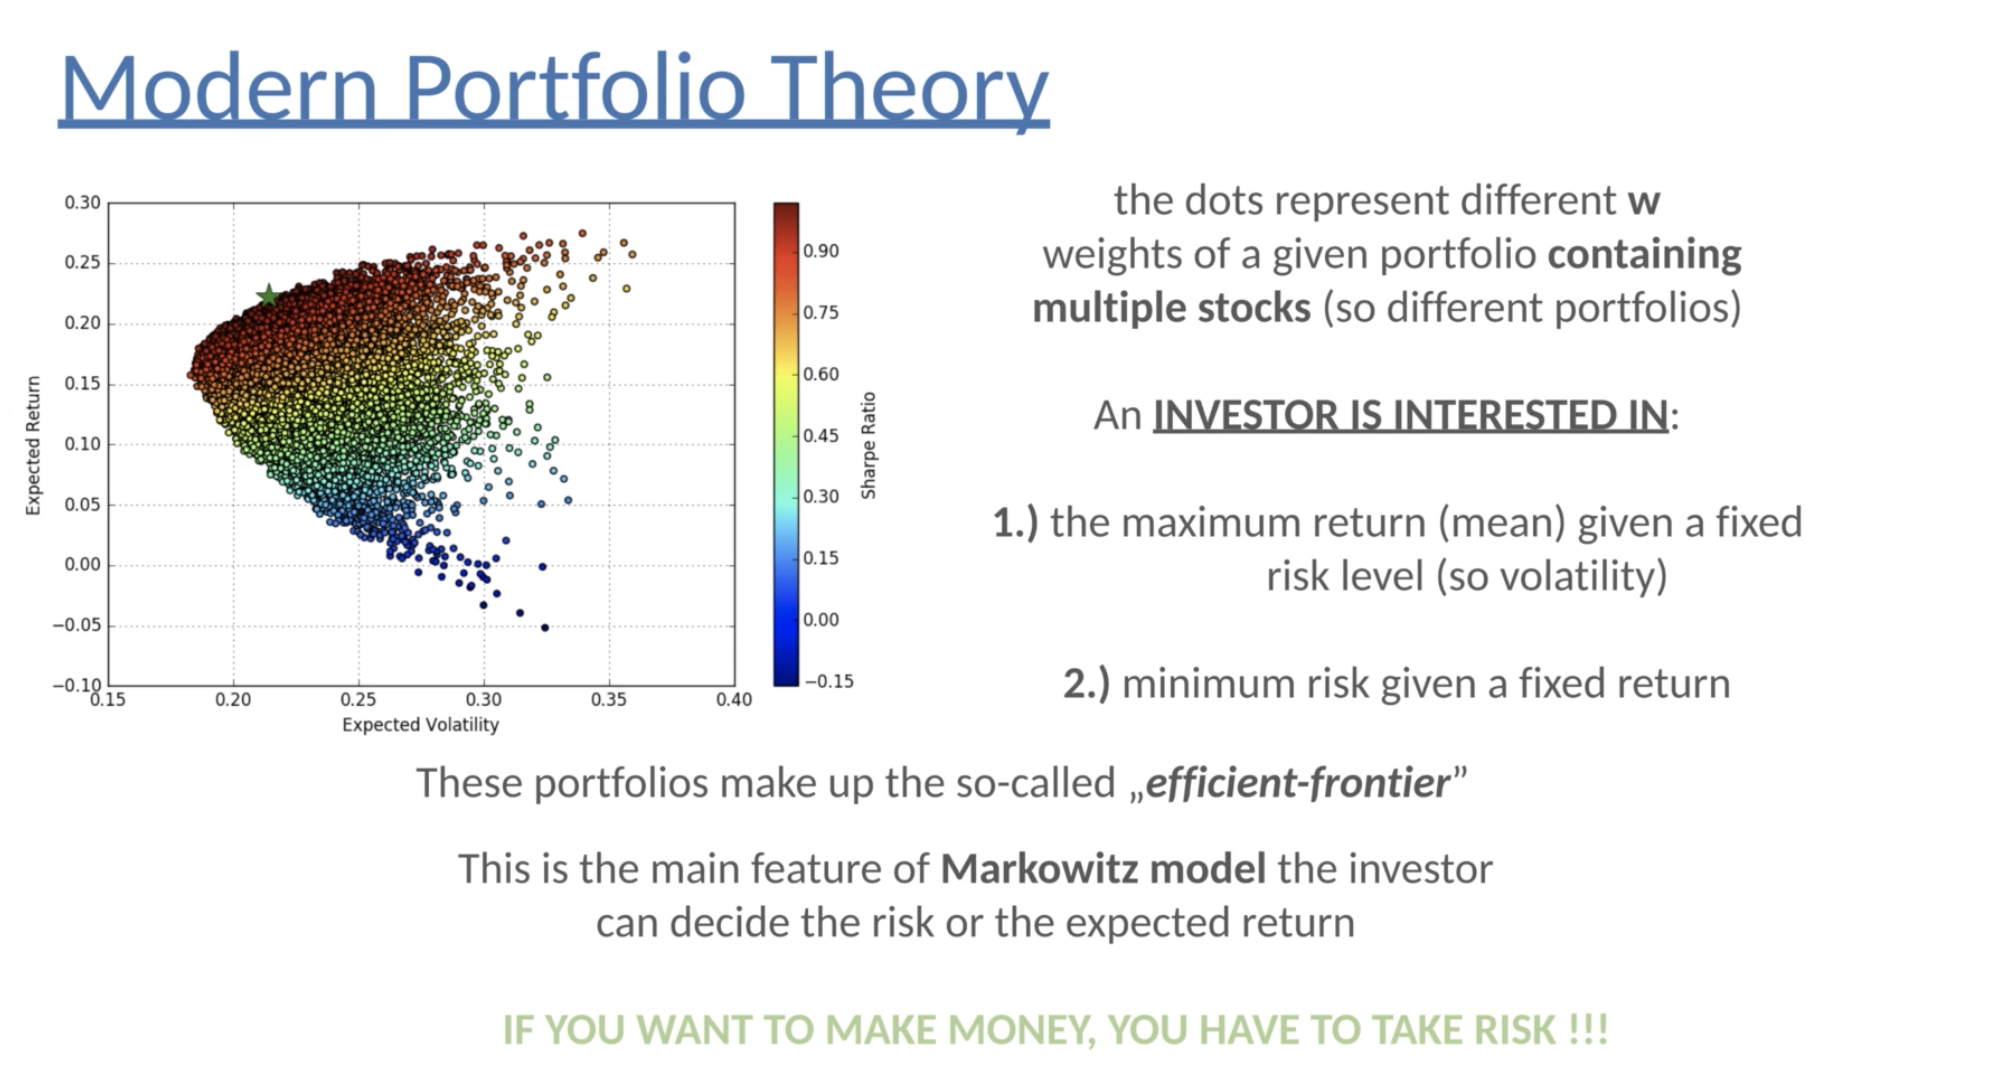 Modern Portfolio Theory
0.30
0.25
0.20
0.15
0.10
0.05
0.00
−0.05
−0.10
Expected Return
0.15 0.20 0.25 0.30 0.35 0.40
Expected Volatility
0.90
0.75
0.60
0.45
0.30
0.15
0.00
−0.15
Sharpe Ratio
the dots represent different w
weights of a given portfolio containing
multiple stocks (so different portfolios)
An INVESTOR IS INTERESTED IN:
1.) the maximum return (mean) given a fixed
risk level (so volatility)
2.) minimum risk given a fixed return
These portfolios make up the so-called „efficient-frontier”
This is the main feature of Markowitz model the investor
can decide the risk or the expected return
IF YOU WANT TO MAKE MONEY, YOU HAVE TO TAKE RISK !!!